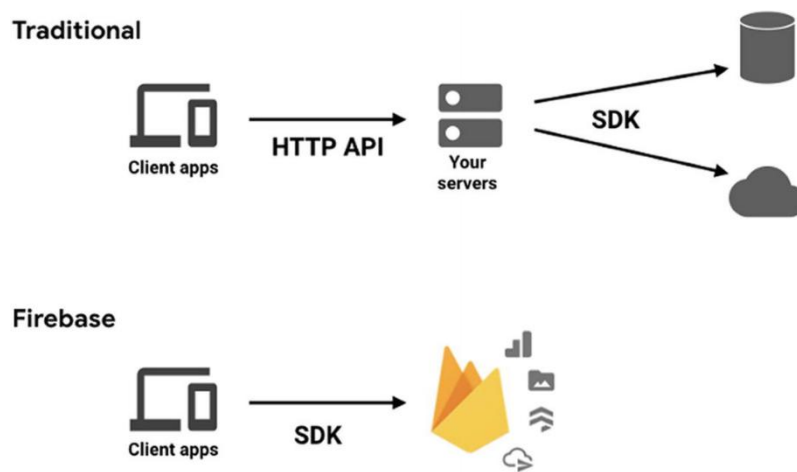 Traditional
Client apps
HTTP API
Your
servers
SDK
Firebase
Client apps
SDK